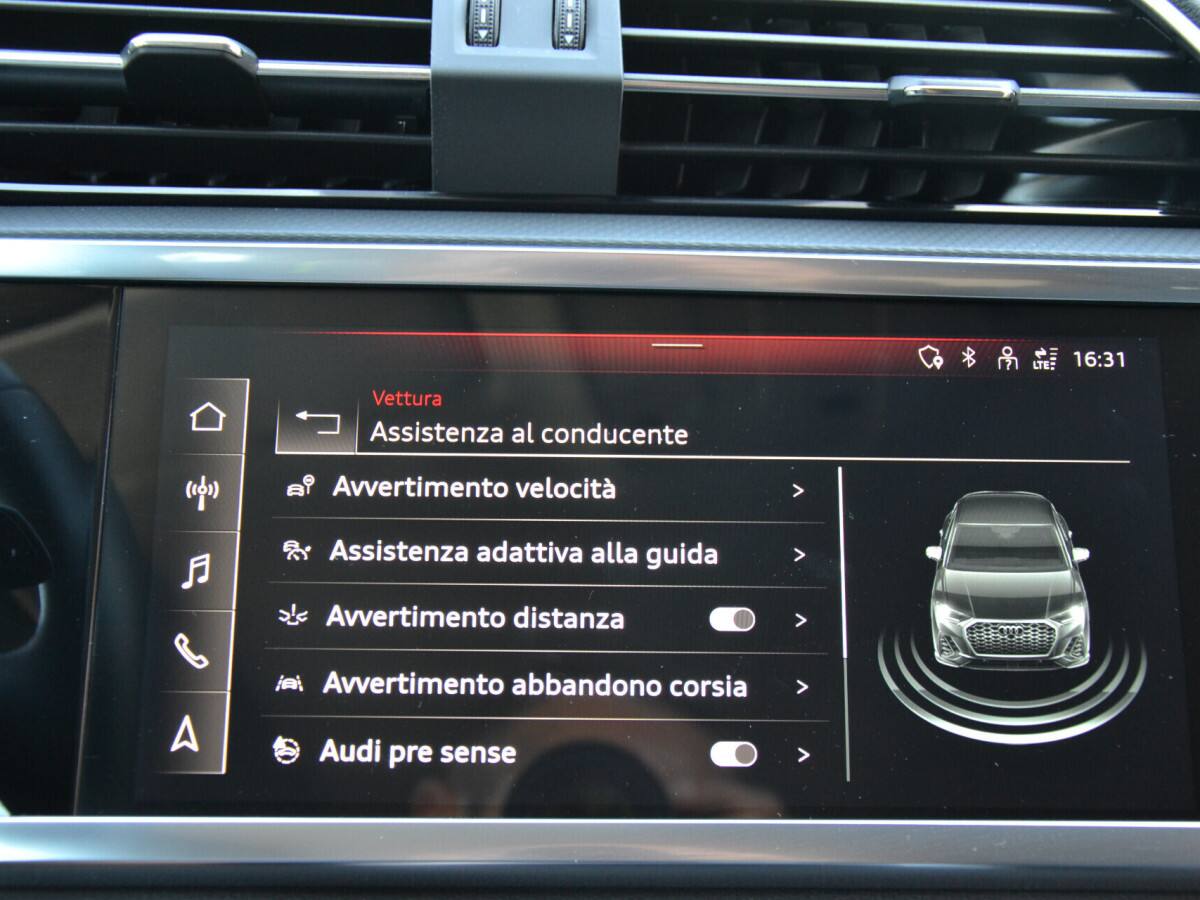 LTE
16:31
Vettura
Assistenza al conducente
Avvertimento velocità
Assistenza adattiva alla guida
Avvertimento distanza
Avvertimento abbandono corsia
Audi pre sense